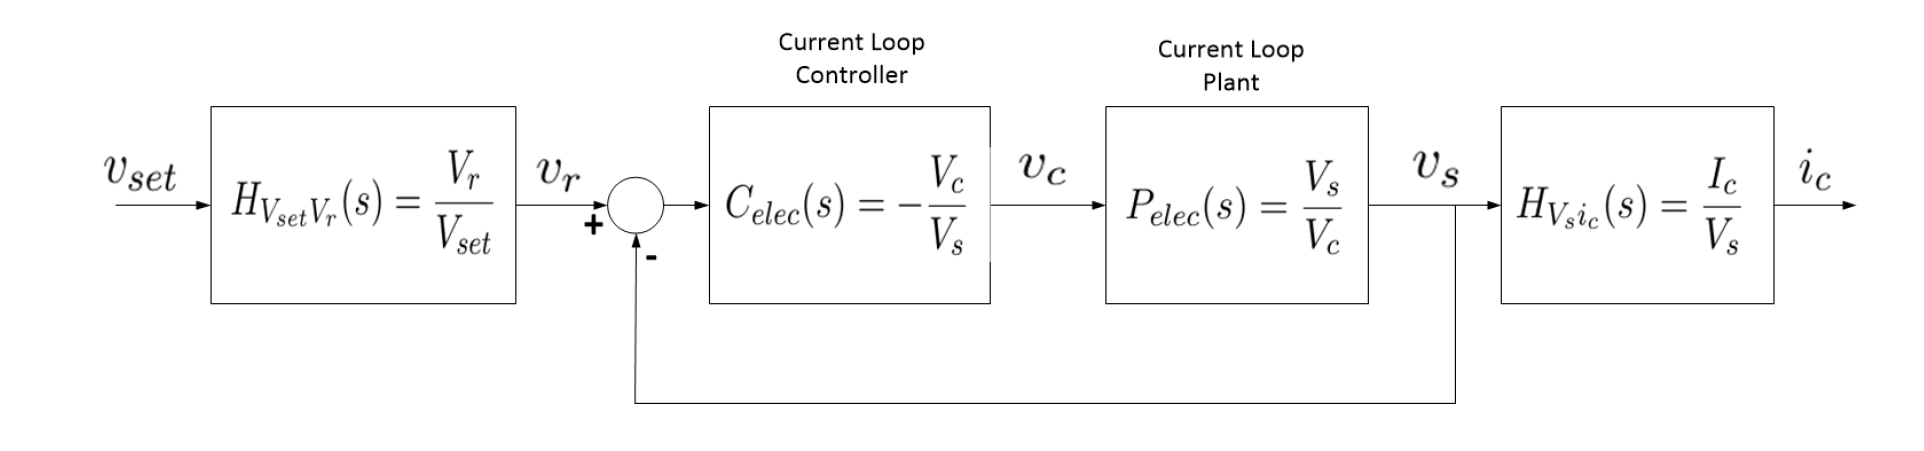 Current Loop
Controller
Current Loop
Plant
v_{set}
H_{V_{set}V_r}(s) = \frac{V_r}{V_{set}}
v_r
+
-
C_{elec}(s) = -\frac{V_c}{V_s}
v_c
P_{elec}(s) = \frac{V_s}{V_c}
v_s
H_{V_s i_c}(s) = \frac{I_c}{V_s}
i_c